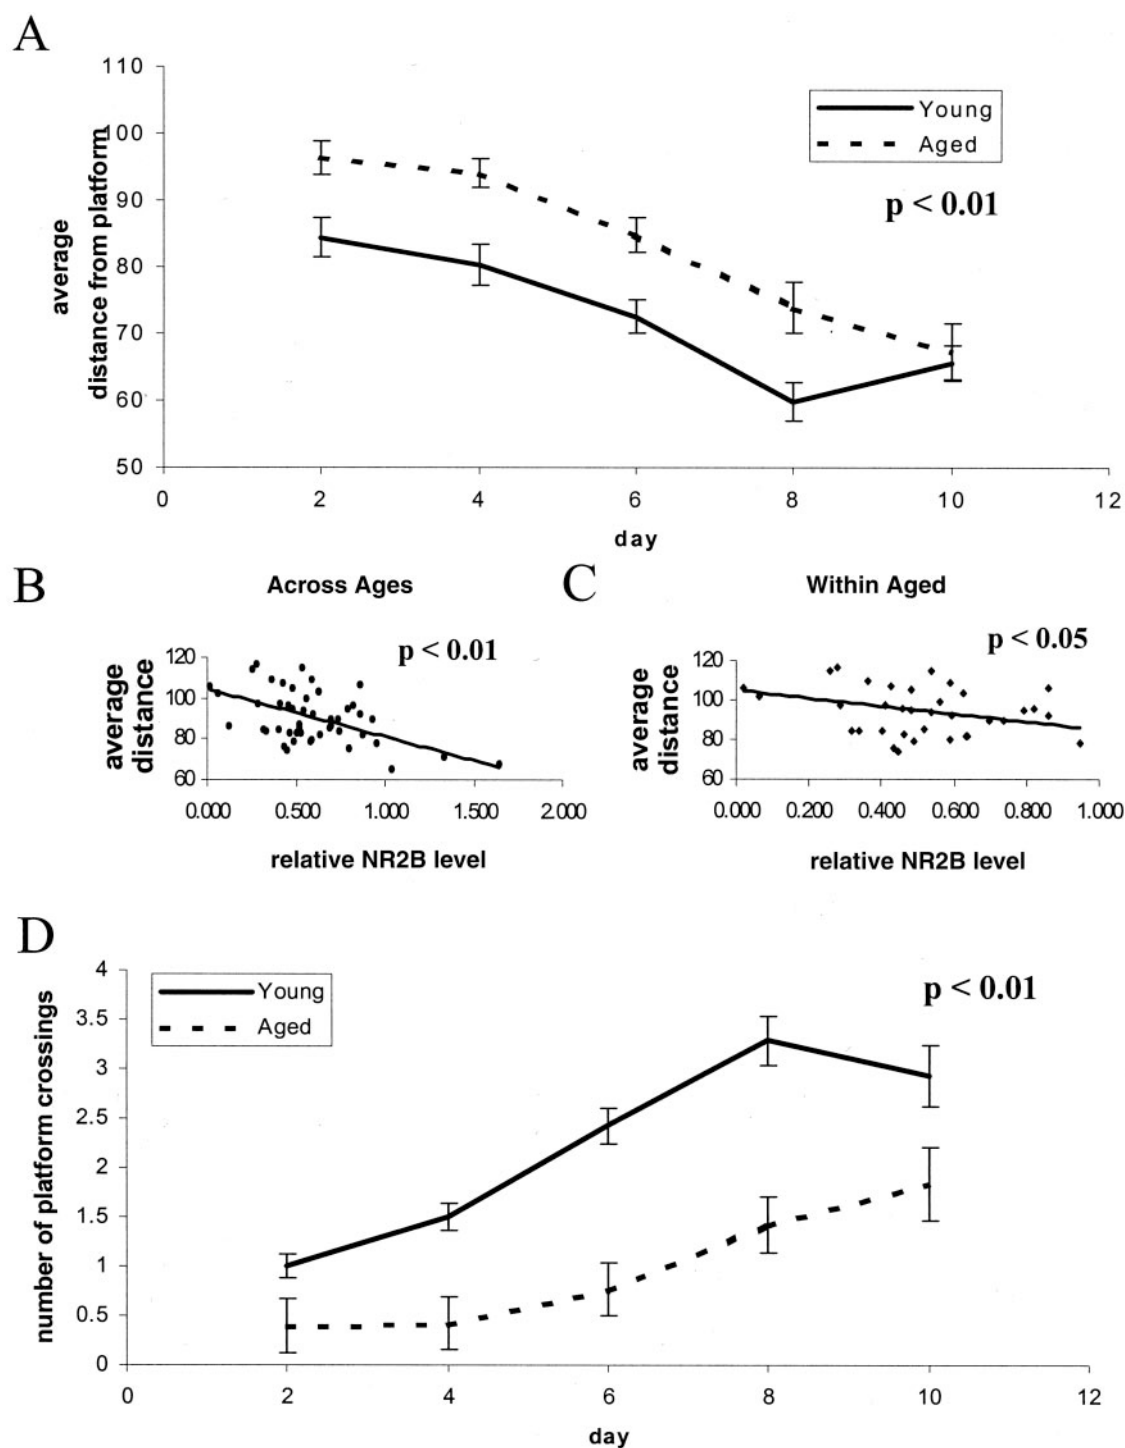 A
110
100
90
80
70
60
50
average
distance from platform
Young
Aged
p < 0.01
0 2 4 6 8 10 12
day
B
Across Ages
p < 0.01
average
distance
120
100
80
60
0.000 0.500 1.000 1.500 2.000
relative NR2B level
C
Within Aged
p < 0.05
average
distance
120
100
80
60
0.000 0.200 0.400 0.600 0.800 1.000
relative NR2B level
D
4
3.5
3
2.5
2
1.5
1
0.5
0
number of platform crossings
Young
Aged
p < 0.01
0 2 4 6 8 10 12
day